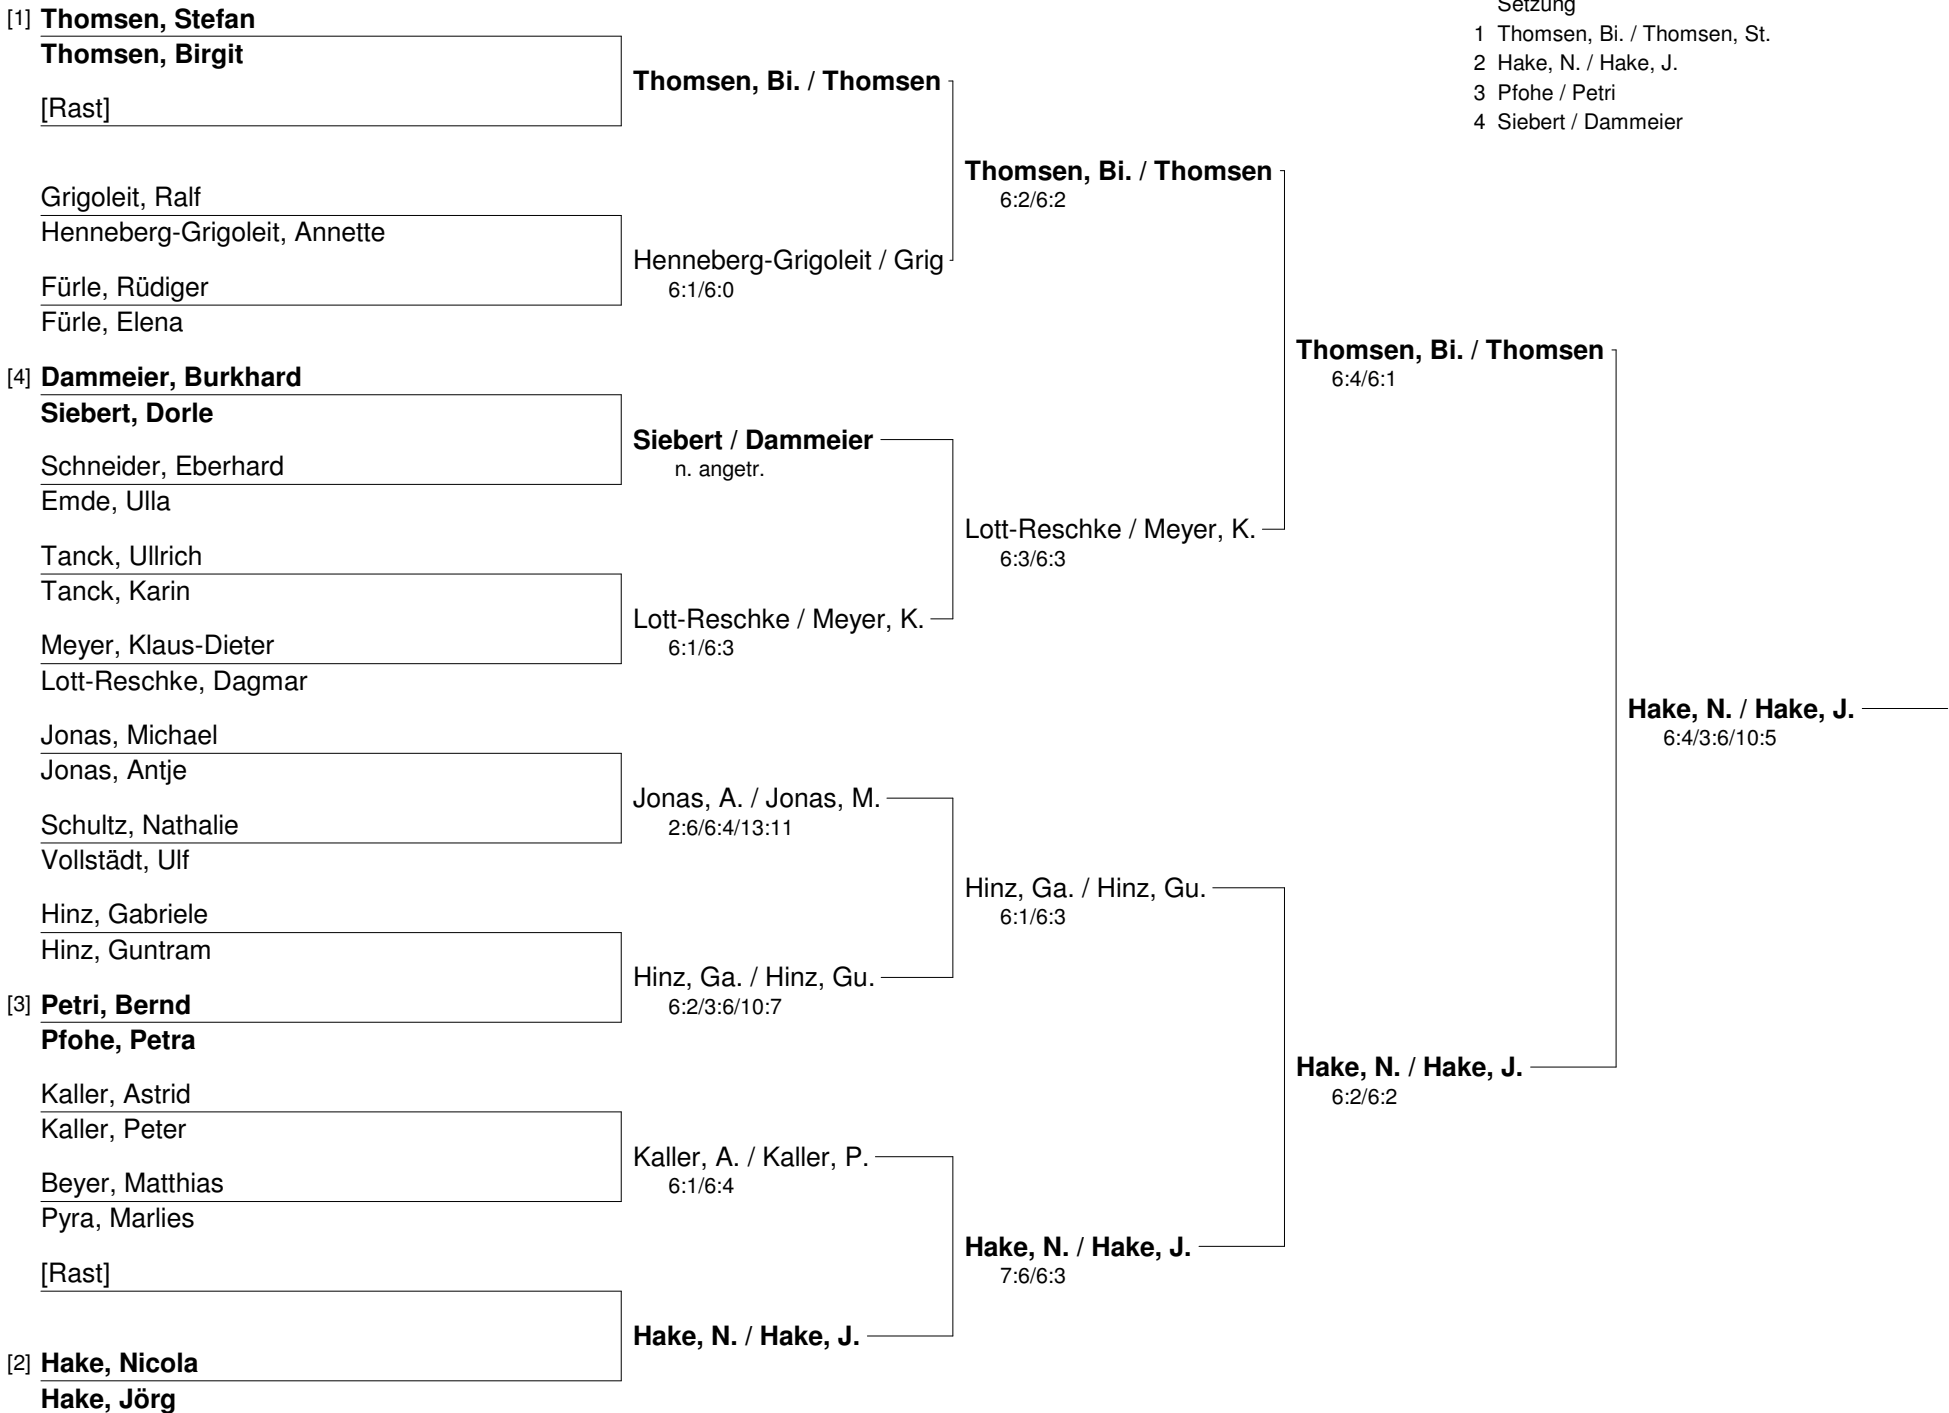 Setzung
1 Thomsen, Bi. / Thomsen, St.
2 Hake, N. / Hake, J.
3 Pfohe / Petri
4 Siebert / Dammeier
[1] Thomsen, Stefan
Thomsen, Birgit
[Rast]
Grigoleit, Ralf
Henneberg-Grigoleit, Annette
Fürle, Rüdiger
Fürle, Elena
[4] Dammeier, Burkhard
Siebert, Dorle
Schneider, Eberhard
Emde, Ulla
Tanck, Ullrich
Tanck, Karin
Meyer, Klaus-Dieter
Lott-Reschke, Dagmar
Jonas, Michael
Jonas, Antje
Schultz, Nathalie
Vollstädt, Ulf
Hinz, Gabriele
Hinz, Guntram
[3] Petri, Bernd
Pfohe, Petra
Kaller, Astrid
Kaller, Peter
Beyer, Matthias
Pyra, Marlies
[Rast]
[2] Hake, Nicola
Hake, Jörg
Thomsen, Bi. / Thomsen
Henneberg-Grigoleit / Grig
6:1/6:0
Siebert / Dammeier
n. angetr.
Lott-Reschke / Meyer, K.
6:1/6:3
Jonas, A. / Jonas, M.
2:6/6:4/13:11
Hinz, Ga. / Hinz, Gu.
6:2/3:6/10:7
Kaller, A. / Kaller, P.
6:1/6:4
Hake, N. / Hake, J.
Thomsen, Bi. / Thomsen
6:2/6:2
Lott-Reschke / Meyer, K.
6:3/6:3
Hinz, Ga. / Hinz, Gu.
6:1/6:3
Hake, N. / Hake, J.
7:6/6:3
Thomsen, Bi. / Thomsen
6:4/6:1
Hake, N. / Hake, J.
6:2/6:2
Hake, N. / Hake, J.
6:4/3:6/10:5